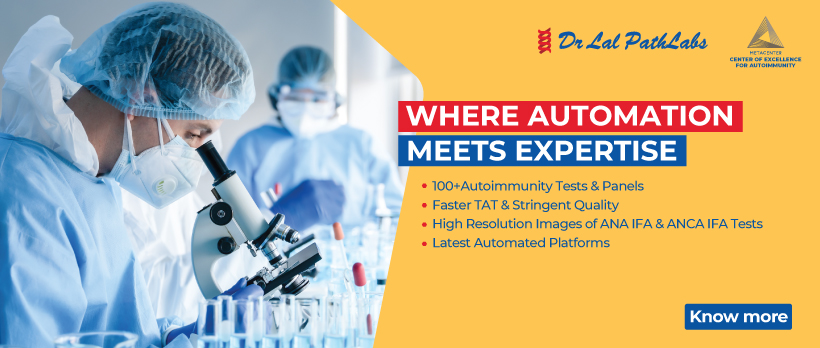 Dr Lal PathLabs
METACENTER
CENTER OF EXCELLENCE
FOR AUTOIMMUNITY
WHERE AUTOMATION
MEETS EXPERTISE
100+Autoimmunity Tests & Panels
Faster TAT & Stringent Quality
High Resolution Images of ANA IFA & ANCA IFA Tests
Latest Automated Platforms
Know more